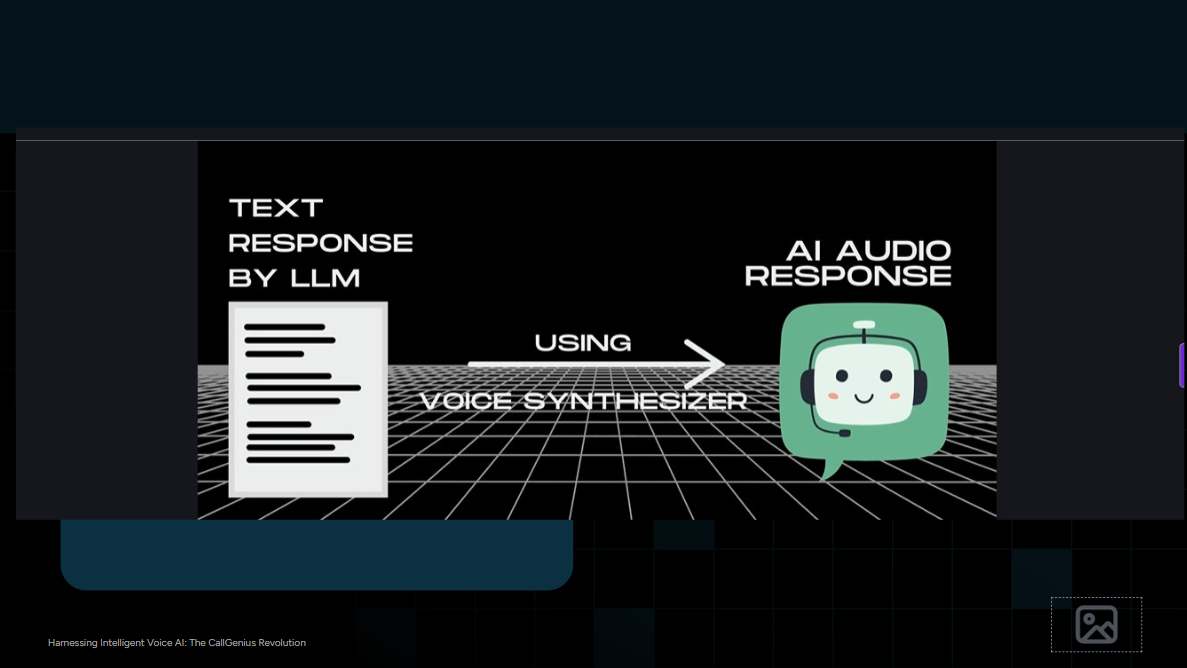 TEXT
RESPONSE
BY LLM
AI AUDIO
RESPONSE
USING
VOICE SYNTHESIZER
Harnessing Intelligent Voice AI: The CallGenius Revolution